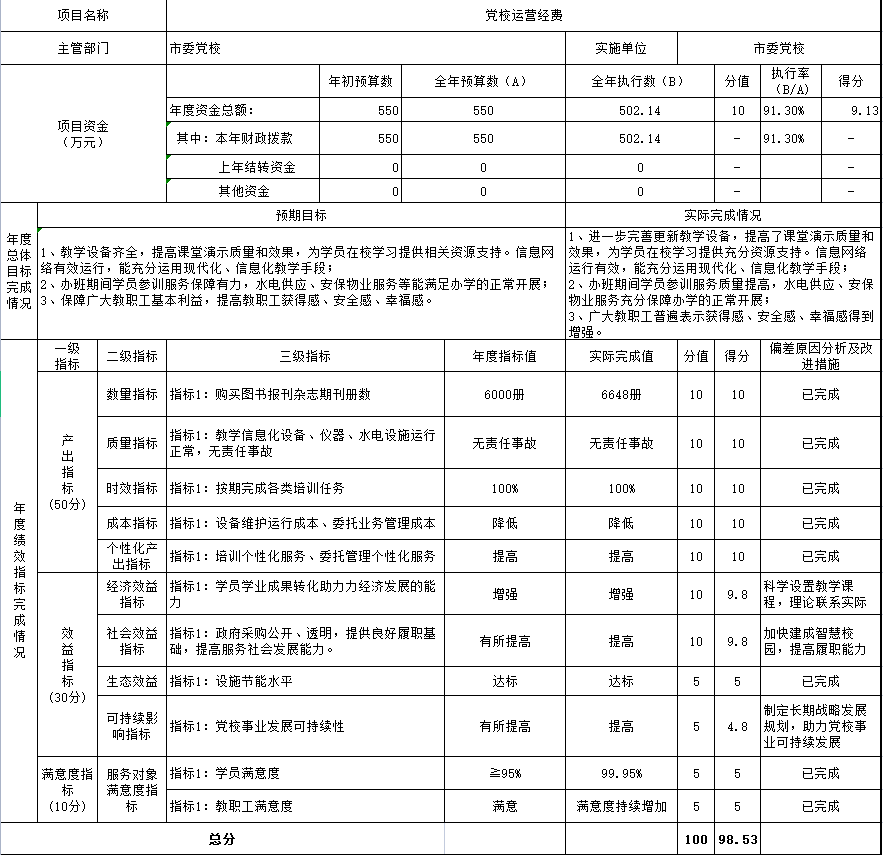 项目名称 党校运营经费
主管部门 市委党校 实施单位 市委党校
项目资金
（万元）
年初预算数 全年预算数（A） 全年执行数（B） 分值 执行率
（B/A） 得分
年度资金总额： 550 550 502.14 10 91.30% 9.13
其中：本年财政拨款 550 550 502.14 － 91.30% －
上年结转资金 0 0 0 － －
其他资金 0 0 0 － －
年度
总体
目标
完成
情况
预期目标 实际完成情况
1、教学设备齐全，提高课堂演示质量和效果，为学员在校学习提供相关资源支持。信息网
络有效运行，能充分运用现代化、信息化教学手段；
2、办班期间学员参训服务保障有力，水电供应、安保物业服务等能满足办学的正常开展；
3、保障广大教职工基本利益，提高教职工获得感、安全感、幸福感。
1、进一步完善更新教学设备，提高了课堂演示质量和
效果，为学员在校学习提供充分资源支持。信息网络
运行有效，能充分运用现代化、信息化教学手段；
2、办班期间学员参训服务质量提高，水电供应、安保
物业服务充分保障办学的正常开展；
3、广大教职工普遍表示获得感、安全感、幸福感得到
增强。
年
度
绩
效
指
标
完
成
情
况
一级
指标 二级指标 三级指标 年度指标值 实际完成值 分值 得分 偏差原因分析及改
进措施
产
出
指
标
(50分)
数量指标 指标1：购买图书报刊杂志期刊册数 6000册 6648册 10 10 已完成
质量指标 指标1：教学信息化设备、仪器、水电设施运行
正常，无责任事故 无责任事故 无责任事故 10 10 已完成
时效指标 指标1：按期完成各类培训任务 100% 100% 10 10 已完成
成本指标 指标1：设备维护运行成本、委托业务管理成本 降低 降低 10 10 已完成
个性化产
出指标 指标1：培训个性化服务、委托管理个性化服务 提高 提高 10 10 已完成
效
益
指
标
(30分)
经济效益
指标 指标1：学员学业成果转化助力力经济发展的能
力 增强 增强 10 9.8 科学设置教学课
程，理论联系实际
社会效益
指标 指标1：政府采购公开、透明，提供良好履职基
础，提高服务社会发展能力。 有所提高 提高 10 9.8 加快建成智慧校
园，提高履职能力
生态效益 指标1：设施节能水平 达标 达标 5 5 已完成
可持续影
响指标 指标1：党校事业发展可持续性 有所提高 提高 5 4.8 制定长期战略发展
规划，助力党校事
业可持续发展
满意度指
标
(10分)
服务对象
满意度指
标
指标1：学员满意度 ≧95% 99.95% 5 5 已完成
指标1：教职工满意度 满意 满意度持续增加 5 5 已完成
总分 100 98.53